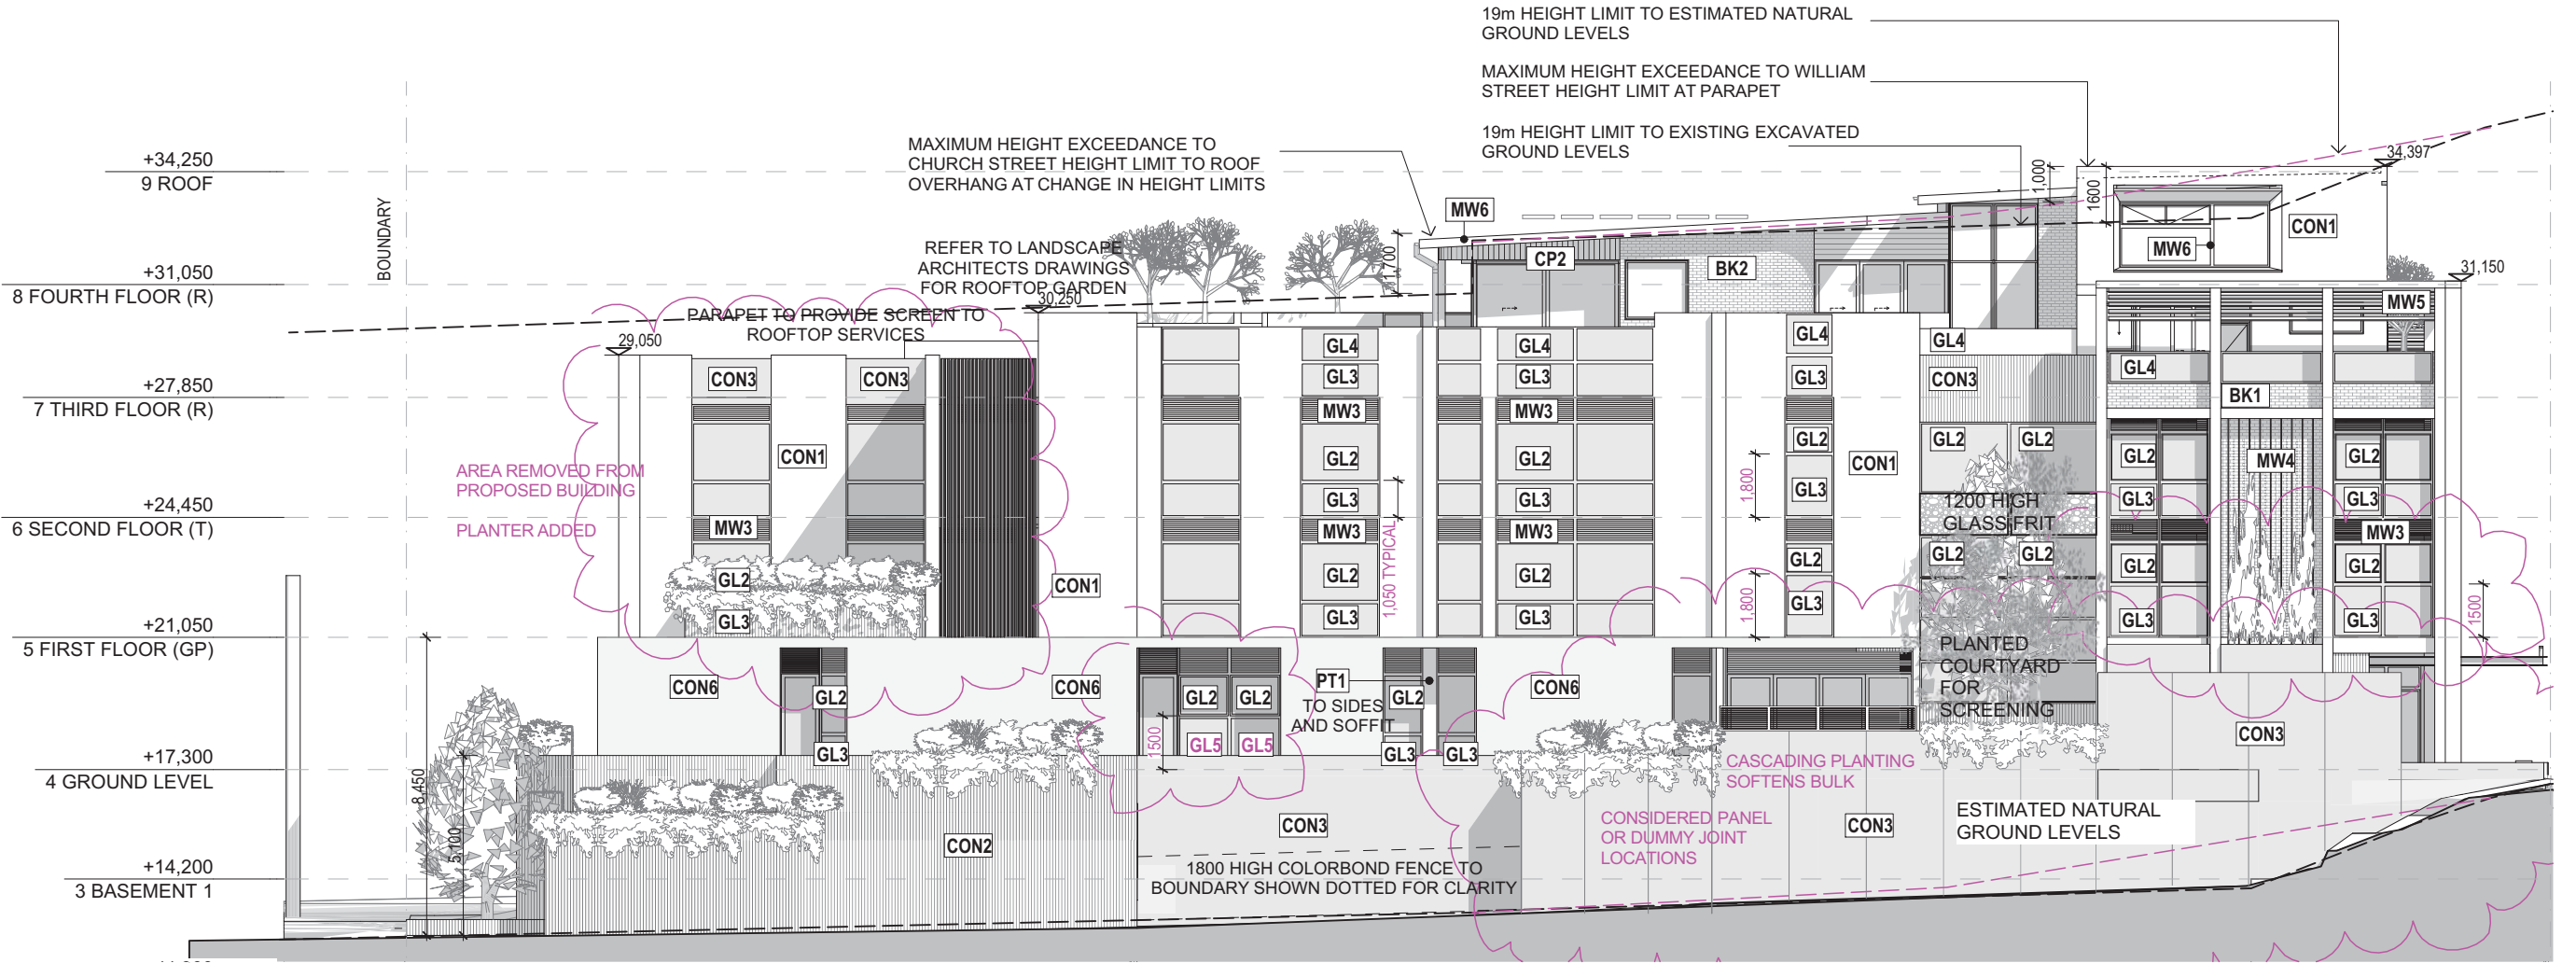 19m HEIGHT LIMIT TO ESTIMATED NATURAL
GROUND LEVELS
MAXIMUM HEIGHT EXCEEDANCE TO WILLIAM
STREET HEIGHT LIMIT AT PARAPET
19m HEIGHT LIMIT TO EXISTING EXCAVATED
GROUND LEVELS
MAXIMUM HEIGHT EXCEEDANCE TO
CHURCH STREET HEIGHT LIMIT TO ROOF
OVERHANG AT CHANGE IN HEIGHT LIMITS
+34,250
9 ROOF
34,397
1,000
1600
BOUNDARY
MW6
CON1
MW6
REFER TO LANDSCAPE
ARCHITECTS DRAWINGS
FOR ROOFTOP GARDEN
1,700
CP2
BK2
+31,050
8 FOURTH FLOOR (R)
31,150
30,250
MW5
PARAPET TO PROVIDE SCREEN TO
ROOFTOP SERVICES
29,050
GL4
GL4
GL4
GL4
GL4
CON3
CON3
GL3
GL3
GL3
CON3
+27,850
7 THIRD FLOOR (R)
BK1
MW3
MW3
CON1
GL2
GL2
GL2
CON1
GL2
GL2
GL2
MW4
GL2
AREA REMOVED FROM
PROPOSED BUILDING
PLANTER ADDED
1,800
GL3
GL3
GL3
GL3
GL3
1200 HIGH
GLASS FRIT
+24,450
6 SECOND FLOOR (T)
MW3
MW3
MW3
MW3
1,050 TYPICAL
GL2
GL2
GL2
GL2
GL2
GL2
GL2
GL2
CON1
1,800
GL3
GL3
GL3
GL3
GL3
GL3
1500
+21,050
5 FIRST FLOOR (GP)
PLANTED
COURTYARD
FOR
SCREENING
CON6
GL2
CON6
GL2
GL2
PT1
TO SIDES
AND SOFFIT
GL2
CON6
1500
GL5
GL5
GL3
GL3
GL3
CON3
+17,300
4 GROUND LEVEL
CASCADING PLANTING
SOFTENS BULK
8,450
5,100
CON2
CON3
CONSIDERED PANEL
OR DUMMY JOINT
LOCATIONS
CON3
ESTIMATED NATURAL
GROUND LEVELS
+14,200
3 BASEMENT 1
1800 HIGH COLORBOND FENCE TO
BOUNDARY SHOWN DOTTED FOR CLARITY